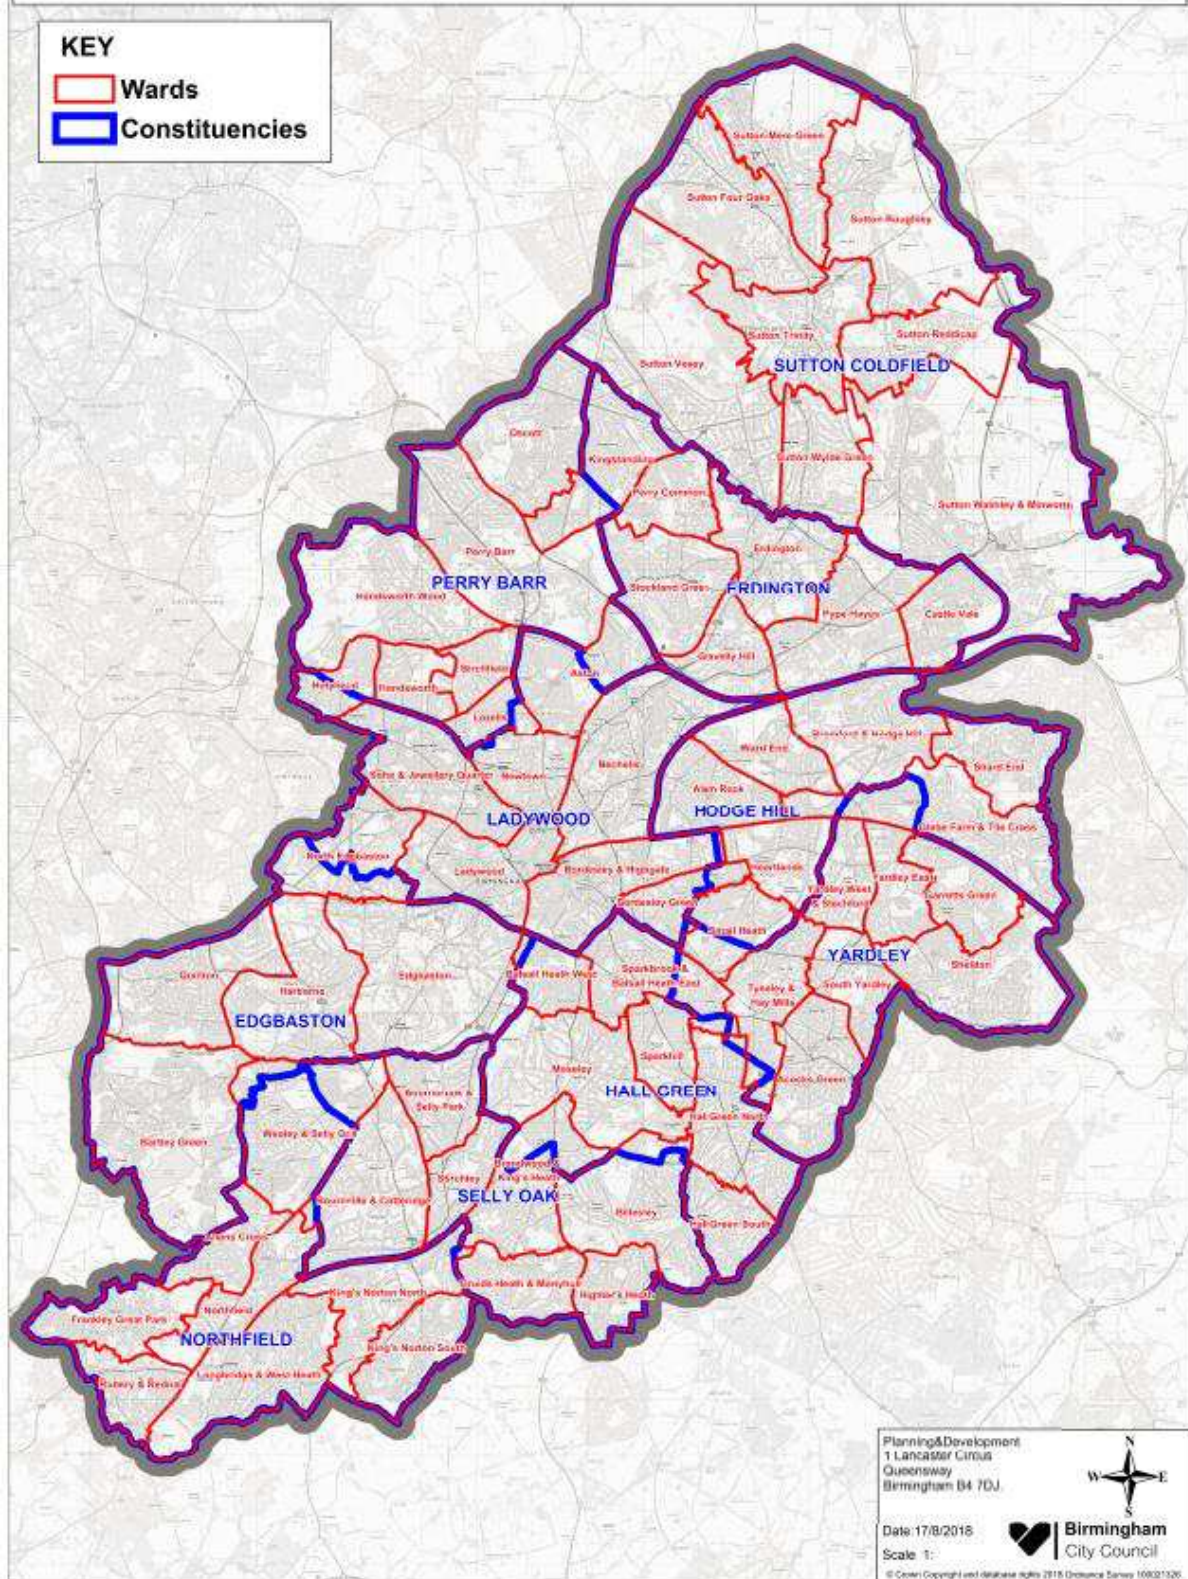 KEY
Wards
Constituencies
Sutton Mere Green
Sutton Four Oaks
Sutton Roughley
Sutton Trinity
Sutton Reddicap
Sutton Vesey
SUTTON COLDFIELD
Oscott
Kingstanding
Sutton Wylde Green
Perry Common
Sutton Walmley & Minworth
Perry Barr
Erdington
PERRY BARR
ERDINGTON
Stockland Green
Handsworth Wood
Pype Hayes
Castle Vale
Gravelly Hill
Birchfield
Aston
Holyhead
Handsworth
Lozells
Bromford & Hodge Hill
Ward End
Nechells
Shard End
Soho & Jewellery Quarter
Newtown
Alum Rock
HODGE HILL
LADYWOOD
Glebe Farm & Tile Cross
North Edgbaston
Ladywood
Bordesley & Highgate
Heartlands
Yardley East
Yardley West
& Stechford
Garretts Green
Bordesley Green
Small Heath
YARDLEY
Sheldon
Quinton
Edgbaston
Balsall Heath West
Sparkbrook &
Balsall Heath East
Tyseley &
Hay Mills
South Yardley
Harborne
EDGBASTON
Sparkhill
Moseley
Acocks Green
HALL GREEN
Bournbrook &
Selly Park
Hall Green North
Bartley Green
Weoley & Selly Oak
Brandwood &
King's Heath
Stirchley
SELLY OAK
Bournville & Cotteridge
Billesley
Hall Green South
Allens Cross
Druids Heath & Monyhull
Highter's Heath
King's Norton North
Northfield
Frankley Great Park
NORTHFIELD
King's Norton South
Longbridge & West Heath
Rubery & Rednal
Planning&Development
1 Lancaster Circus
Queensway
Birmingham B4 7DJ.
N
W E
S
Date:17/8/2018
Birmingham
City Council
Scale 1:
© Crown Copyright and database rights 2018 Ordnance Survey 100021326